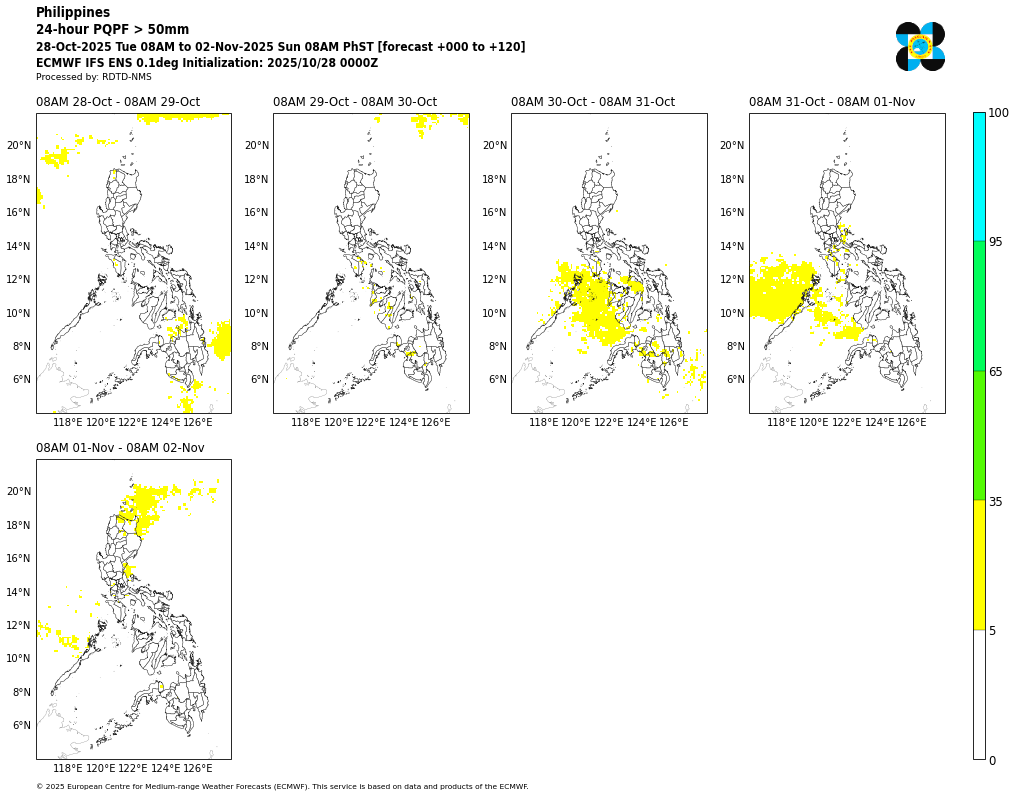 Philippines
24-hour PQPF > 50mm
28-Oct-2025 Tue 08AM to 02-Nov-2025 Sun 08AM PhST [forecast +000 to +120]
ECMWF IFS ENS 0.1deg Initialization: 2025/10/28 0000Z
Processed by: RDTD-NMS
08AM 28-Oct - 08AM 29-Oct
08AM 29-Oct - 08AM 30-Oct
08AM 30-Oct - 08AM 31-Oct
08AM 31-Oct - 08AM 01-Nov
20°N 20°N 20°N 20°N
18°N 18°N 18°N 18°N
16°N 16°N 16°N 16°N
14°N 14°N 14°N 14°N
12°N 12°N 12°N 12°N
10°N 10°N 10°N 10°N
8°N 8°N 8°N 8°N
6°N 6°N 6°N 6°N
118°E 120°E 122°E 124°E 126°E 118°E 120°E 122°E 124°E 126°E 118°E 120°E 122°E 124°E 126°E 118°E 120°E 122°E 124°E 126°E
08AM 01-Nov - 08AM 02-Nov
20°N
18°N
16°N
14°N
12°N
10°N
8°N
6°N
118°E 120°E 122°E 124°E 126°E
100
95
65
35
5
0
© 2025 European Centre for Medium-range Weather Forecasts (ECMWF). This service is based on data and products of the ECMWF.